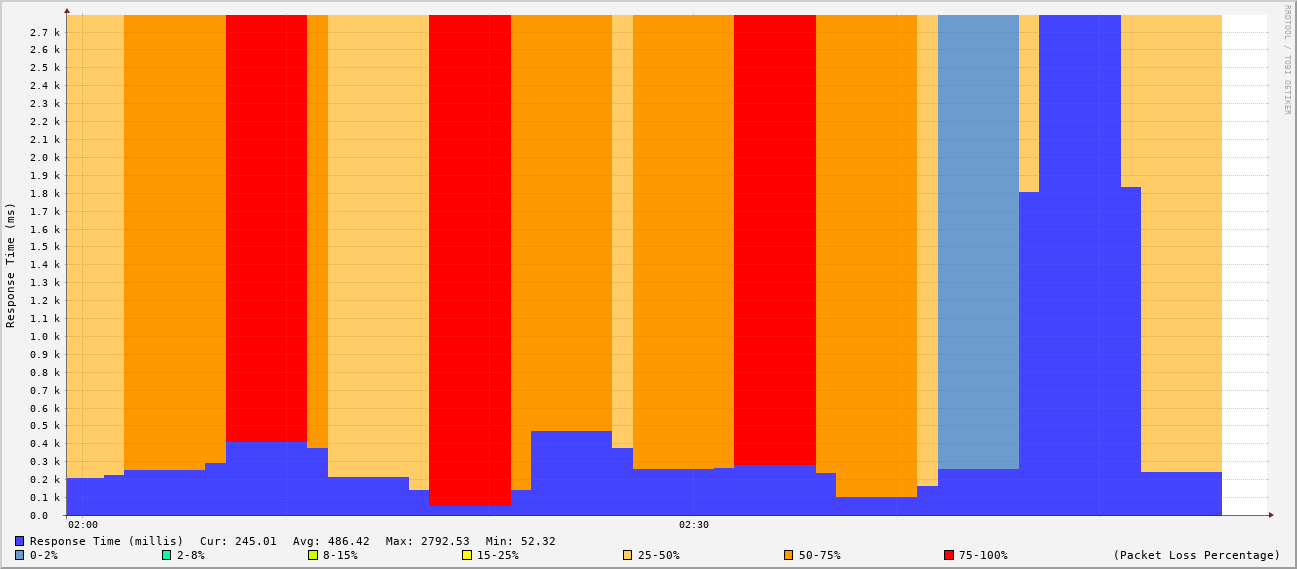 RRDTOOL / TOBI OETIKER
Response Time (ms)
2.7 k
2.6 k
2.5 k
2.4 k
2.3 k
2.2 k
2.1 k
2.0 k
1.9 k
1.8 k
1.7 k
1.6 k
1.5 k
1.4 k
1.3 k
1.2 k
1.1 k
1.0 k
0.9 k
0.8 k
0.7 k
0.6 k
0.5 k
0.4 k
0.3 k
0.2 k
0.1 k
0.0
02:00 02:30
Response Time (millis) Cur: 245.01 Avg: 486.42 Max: 2792.53 Min: 52.32
0-2% 2-8% 8-15% 15-25% 25-50% 50-75% 75-100% (Packet Loss Percentage)